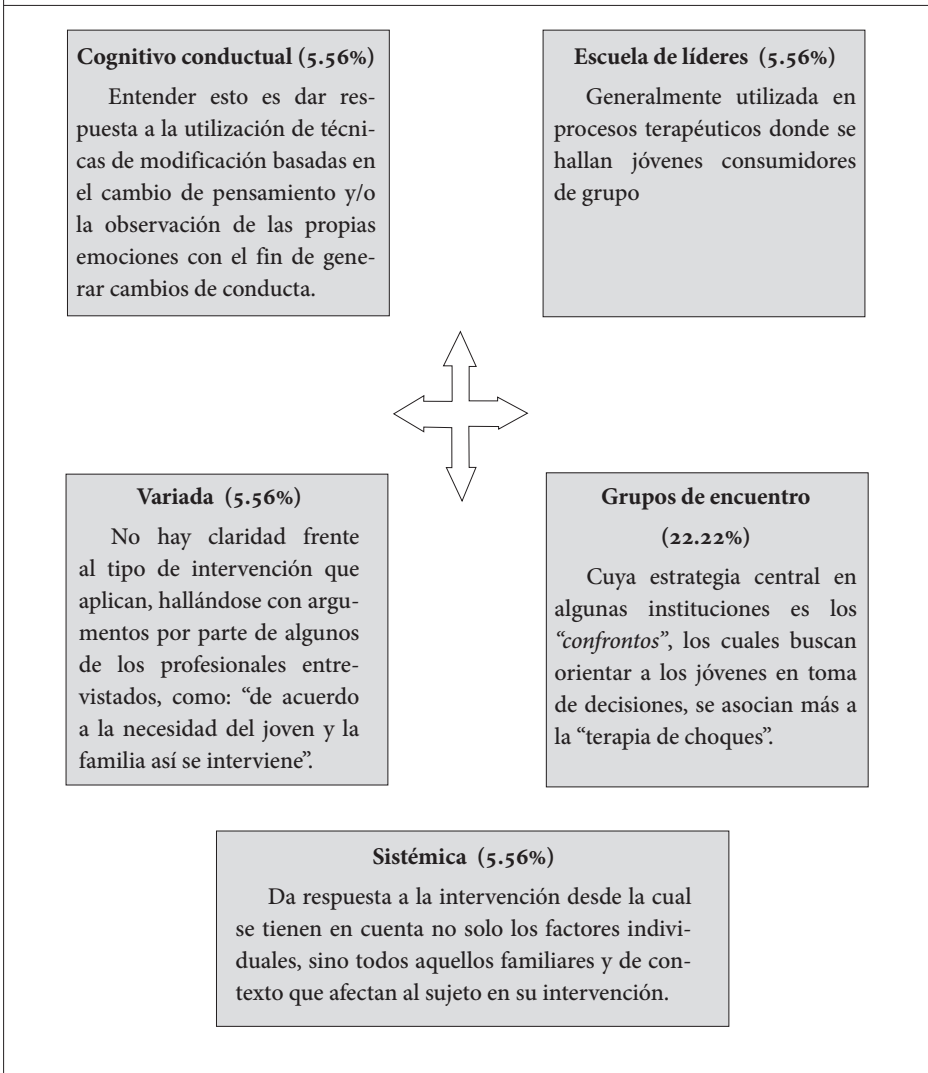 Cognitivo conductual (5.56%)
Entender esto es dar res-
puesta a la utilización de técni-
cas de modificación basadas en
el cambio de pensamiento y/o
la observación de las propias
emociones con el fin de gene-
rar cambios de conducta.
Escuela de líderes (5.56%)
Generalmente utilizada en
procesos terapéuticos donde se
hallan jóvenes consumidores
de grupo
Variada (5.56%)
No hay claridad frente
al tipo de intervención que
aplican, hallándose con argu-
mentos por parte de algunos
de los profesionales entre-
vistados, como: “de acuerdo
a la necesidad del joven y la
familia así se interviene”.
Grupos de encuentro
(22.22%)
Cuya estrategia central en
algunas instituciones es los
“confrontos”, los cuales buscan
orientar a los jóvenes en toma
de decisiones, se asocian más a
la “terapia de choques”.
Sistémica (5.56%)
Da respuesta a la intervención desde la cual
se tienen en cuenta no solo los factores indivi-
duales, sino todos aquellos familiares y de con-
texto que afectan al sujeto en su intervención.